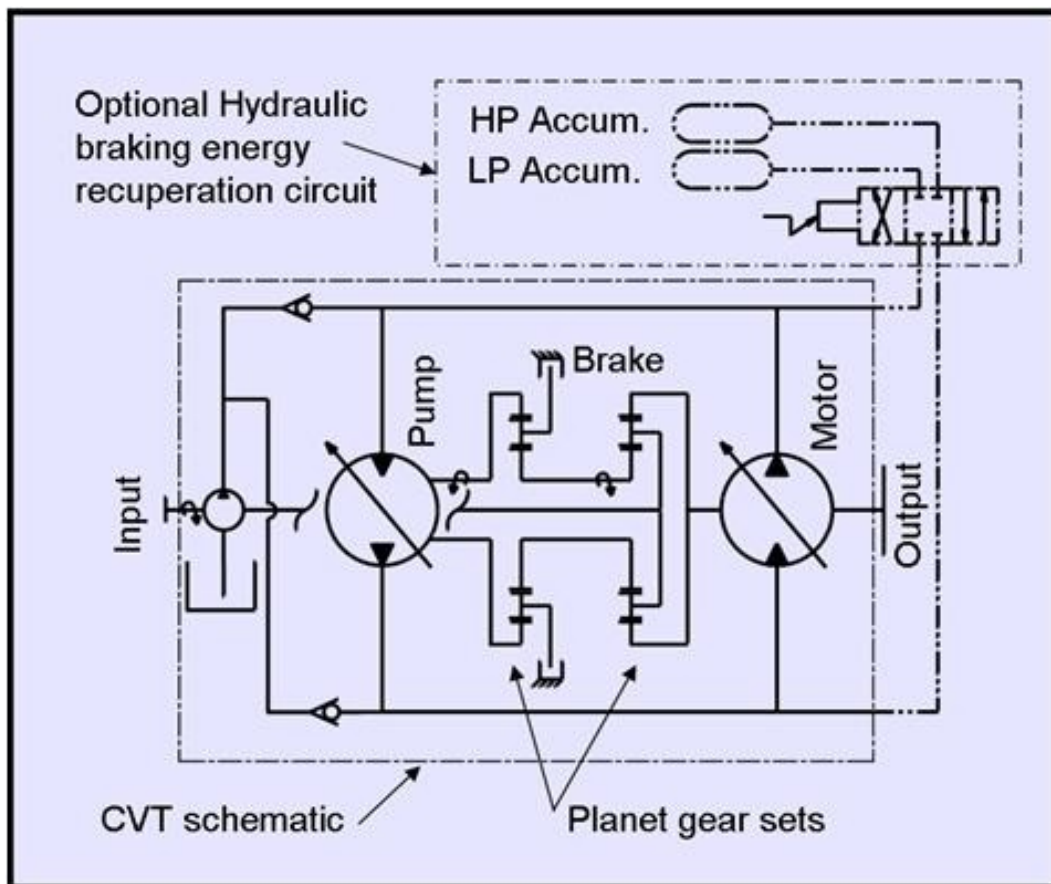 Optional Hydraulic
braking energy
recuperation circuit
HP Accum.
LP Accum.
Brake
Pump
Motor
Input
Output
CVT schematic
Planet gear sets